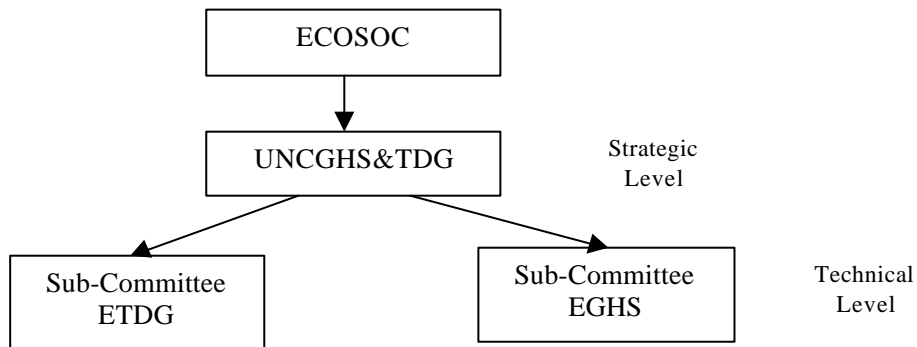 ECOSOC
UNCGHS&TDG
Strategic
Level
Sub-Committee
ETDG
Sub-Committee
EGHS
Technical
Level